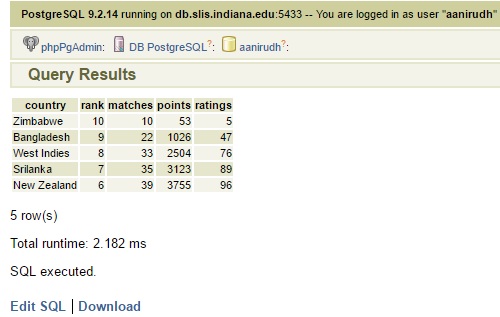 PostgreSQL 9.2.14 running on db.slis.indiana.edu:5433 -- You are logged in as user "aanirudh"
phpPgAdmin: DB PostgreSQL?: aanirudh?:
Query Results
country rank matches points ratings
Zimbabwe 10 10 53 5
Bangladesh 9 22 1026 47
West Indies 8 33 2504 76
Srilanka 7 35 3123 89
New Zealand 6 39 3755 96
5 row(s)
Total runtime: 2.182 ms
SQL executed.
Edit SQL | Download